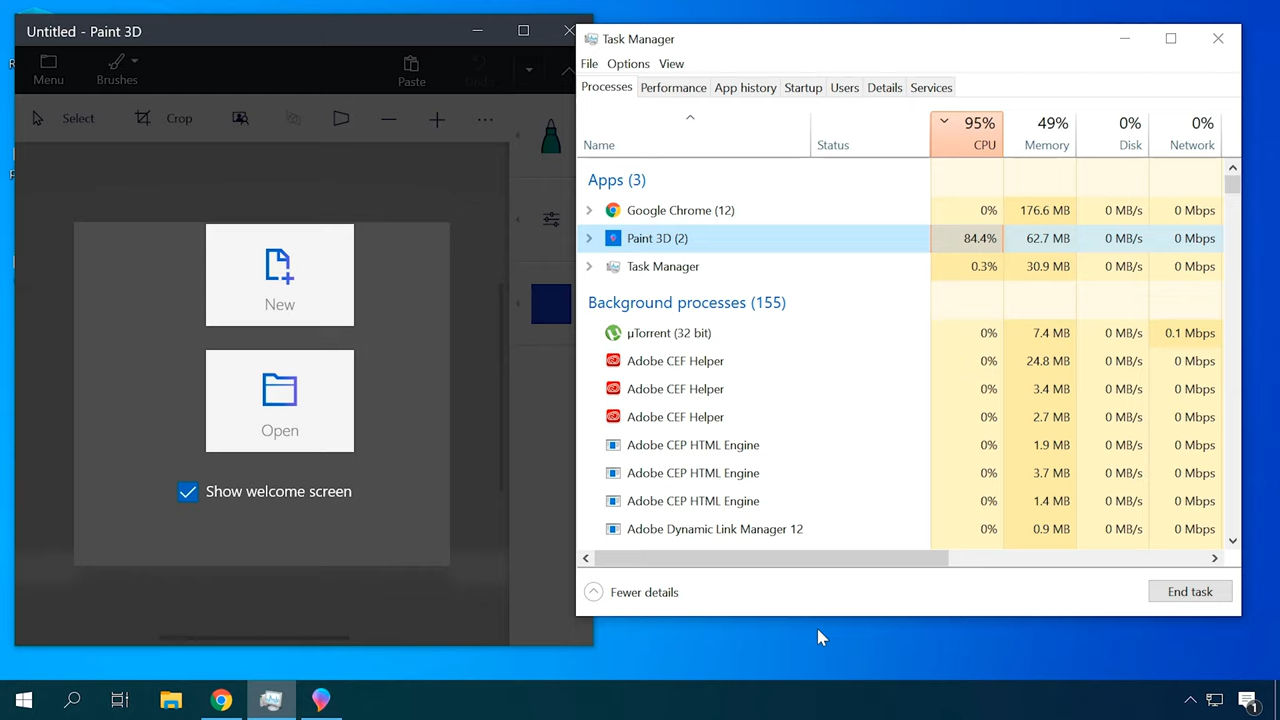 Untitled - Paint 3D
Menu
Brushes
Paste
Undo
Select
Crop
New
Open
Show welcome screen
Task Manager
File Options View
Processes Performance App history Startup Users Details Services
95% 49% 0% 0%
Name Status CPU Memory Disk Network
Apps (3)
Google Chrome (12) 0% 176.6 MB 0 MB/s 0 Mbps
Paint 3D (2) 84.4% 62.7 MB 0 MB/s 0 Mbps
Task Manager 0.3% 30.9 MB 0 MB/s 0 Mbps
Background processes (155)
µTorrent (32 bit) 0% 7.4 MB 0 MB/s 0.1 Mbps
Adobe CEF Helper 0% 24.8 MB 0 MB/s 0 Mbps
Adobe CEF Helper 0% 3.4 MB 0 MB/s 0 Mbps
Adobe CEF Helper 0% 2.7 MB 0 MB/s 0 Mbps
Adobe CEP HTML Engine 0% 1.9 MB 0 MB/s 0 Mbps
Adobe CEP HTML Engine 0% 3.7 MB 0 MB/s 0 Mbps
Adobe CEP HTML Engine 0% 1.4 MB 0 MB/s 0 Mbps
Adobe Dynamic Link Manager 12 0% 0.9 MB 0 MB/s 0 Mbps
Fewer details
End task
1